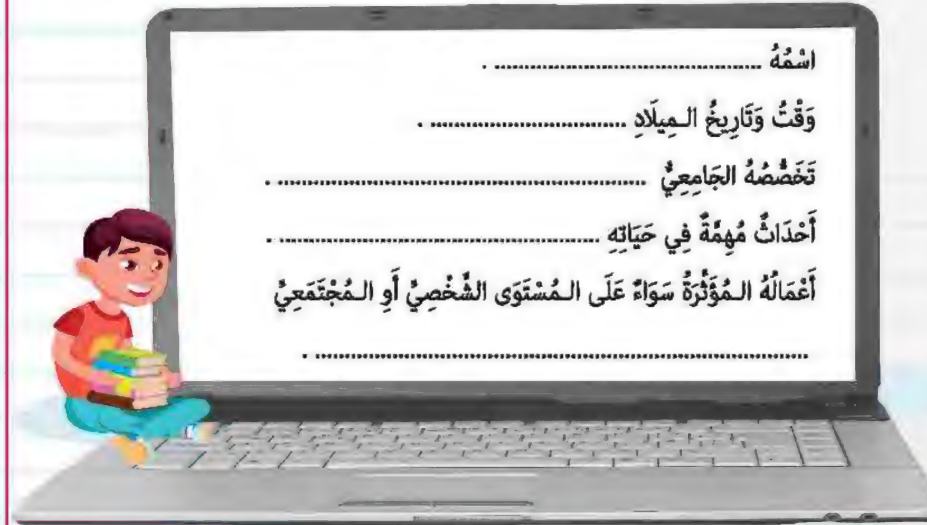 اسْمُهُ ............................................. .
وَقْتُ وَتَارِيخُ الـمِيلَادِ ................................. .
تَخَصُّصُهُ الجَامِعِيُّ .............................................................. .
أَحْدَاثٌ مُهِمَّةٌ فِي حَيَاتِهِ ...................................................... .
أَعْمَالُهُ الـمُؤَثِّرَةُ سَوَاءً عَلَى الـمُسْتَوَى الشَّخْصِيِّ أَوِ الـمُجْتَمَعِيِّ
.................................................................................. .